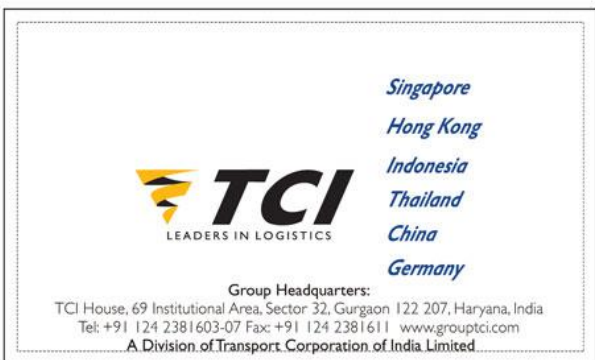 Singapore
Hong Kong
Indonesia
Thailand
China
Germany
TCI
LEADERS IN LOGISTICS
Group Headquarters:
TCI House, 69 Institutional Area, Sector 32, Gurgaon 122 207, Haryana, India
Tel: +91 124 2381603-07 Fax: +91 124 2381611 www.grouptci.com
A Division of Transport Corporation of India Limited